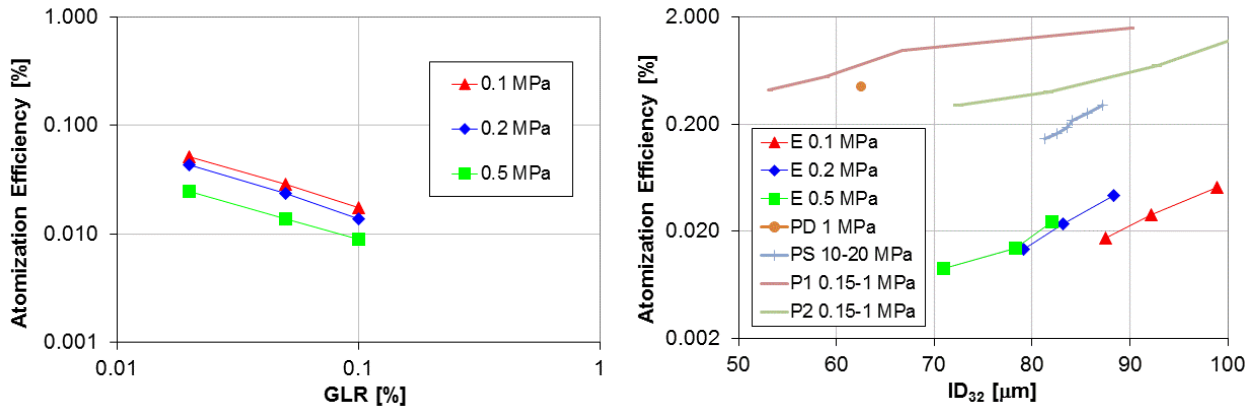 Atomization Efficiency [%]
1.000
0.100
0.010
0.001
0.01
0.1
1
GLR [%]
0.1 MPa
0.2 MPa
0.5 MPa
Atomization Efficiency [%]
2.000
0.200
0.020
0.002
50
60
70
80
90
100
ID32 [μm]
E 0.1 MPa
E 0.2 MPa
E 0.5 MPa
PD 1 MPa
PS 10-20 MPa
P1 0.15-1 MPa
P2 0.15-1 MPa